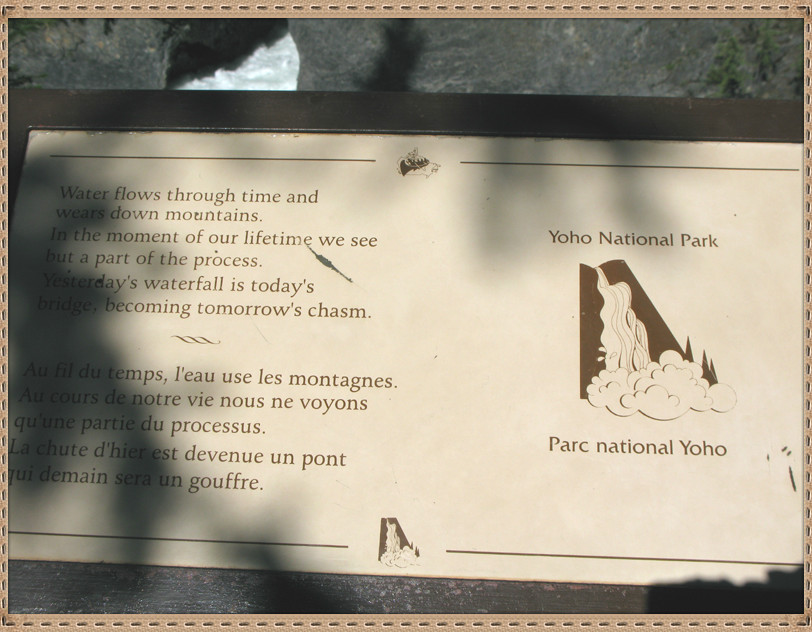 Water flows through time and
wears down mountains.
In the moment of our lifetime we see
but a part of the process.
Yesterday's waterfall is today's
bridge, becoming tomorrow's chasm.
Au fil du temps, l'eau use les montagnes.
Au cours de notre vie nous ne voyons
qu'une partie du processus.
La chute d'hier est devenue un pont
qui demain sera un gouffre.
Yoho National Park
Parc national Yoho